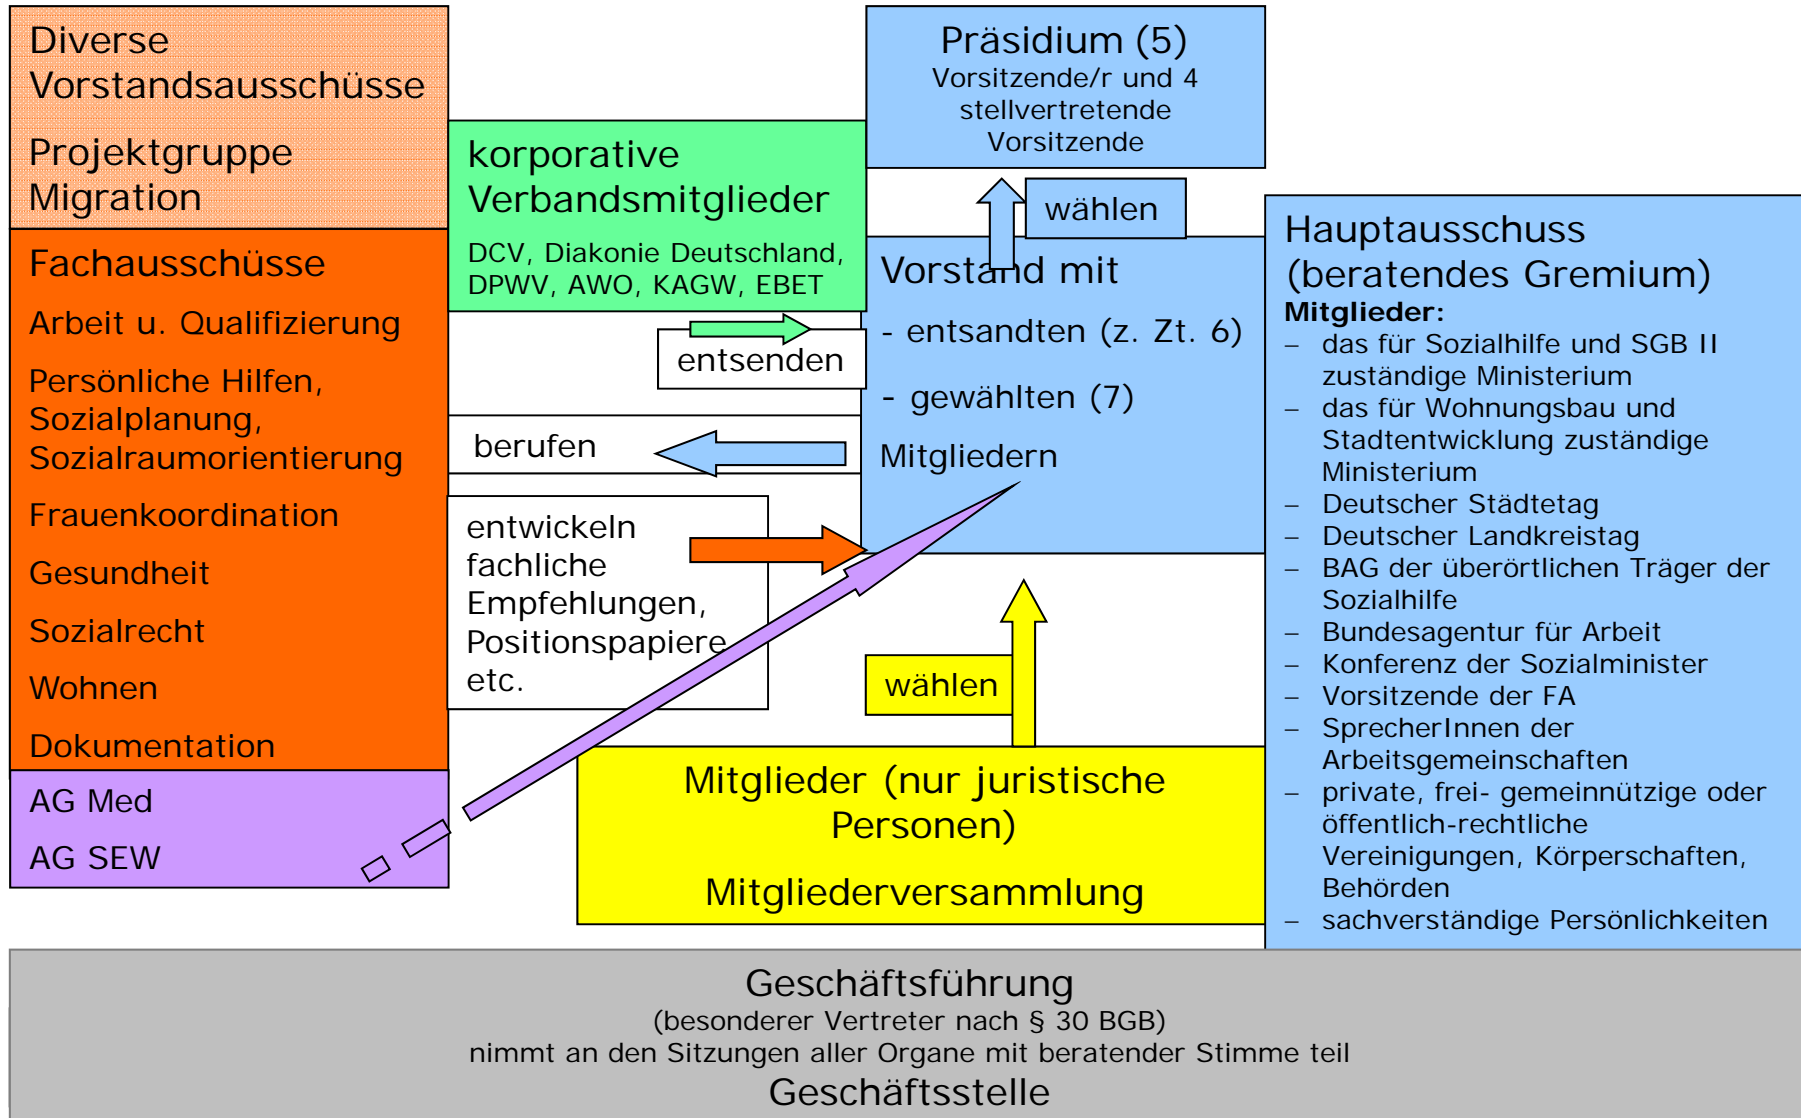 Diverse
Vorstandsausschüsse
Projektgruppe
Migration
Fachausschüsse
Arbeit u. Qualifizierung
Persönliche Hilfen,
Sozialplanung,
Sozialraumorientierung
Frauenkoordination
Gesundheit
Sozialrecht
Wohnen
Dokumentation
AG Med
AG SEW
korporative
Verbandsmitglieder
DCV, Diakonie Deutschland,
DPWV, AWO, KAGW, EBET
entsenden
berufen
entwickeln
fachliche
Empfehlungen,
Positionspapiere
etc.
Präsidium (5)
Vorsitzende/r und 4
stellvertretende
Vorsitzende
wählen
Vorstand mit
- entsandten (z. Zt. 6)
- gewählten (7)
Mitgliedern
wählen
Mitglieder (nur juristische
Personen)
Mitgliederversammlung
Hauptausschuss
(beratendes Gremium)
Mitglieder:
– das für Sozialhilfe und SGB II
zuständige Ministerium
– das für Wohnungsbau und
Stadtentwicklung zuständige
Ministerium
– Deutscher Städtetag
– Deutscher Landkreistag
– BAG der überörtlichen Träger der
Sozialhilfe
– Bundesagentur für Arbeit
– Konferenz der Sozialminister
– Vorsitzende der FA
– SprecherInnen der
Arbeitsgemeinschaften
– private, frei- gemeinnützige oder
öffentlich-rechtliche
Vereinigungen, Körperschaften,
Behörden
– sachverständige Persönlichkeiten
Geschäftsführung
(besonderer Vertreter nach § 30 BGB)
nimmt an den Sitzungen aller Organe mit beratender Stimme teil
Geschäftsstelle